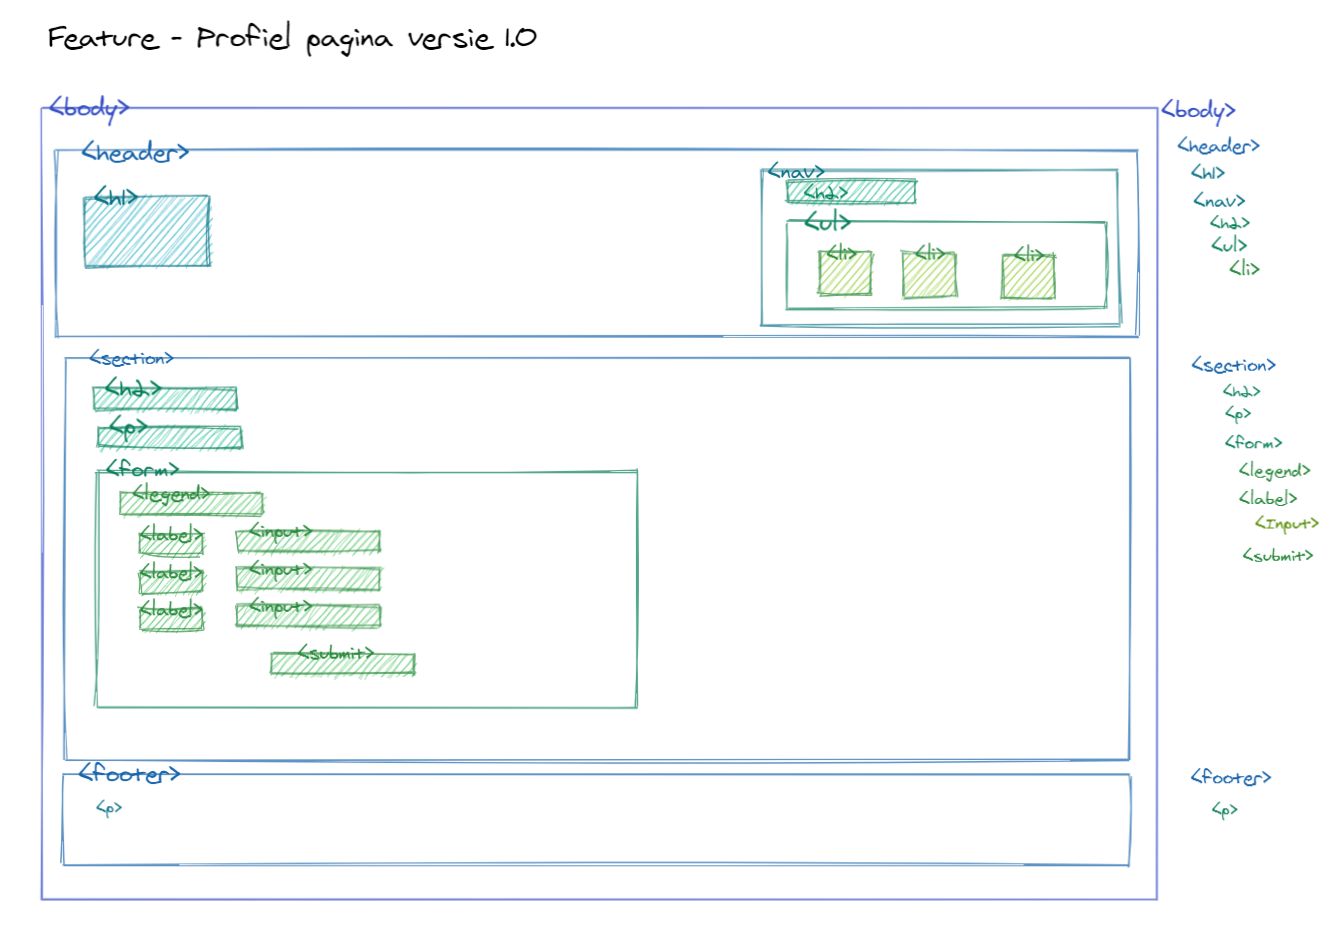 Feature - Profiel pagina versie 1.0
<body>
<header>
<h1>
<nav>
<h2>
<ul>
<li> <li> <li>
<section>
<h2>
<p>
<form>
<legend>
<label> <input>
<label> <input>
<label> <input>
<submit>
<footer>
<p>
<body>
<header>
<h1>
<nav>
<h2>
<ul>
<li>
<section>
<h2>
<p>
<form>
<legend>
<label>
<Input>
<submit>
<footer>
<p>